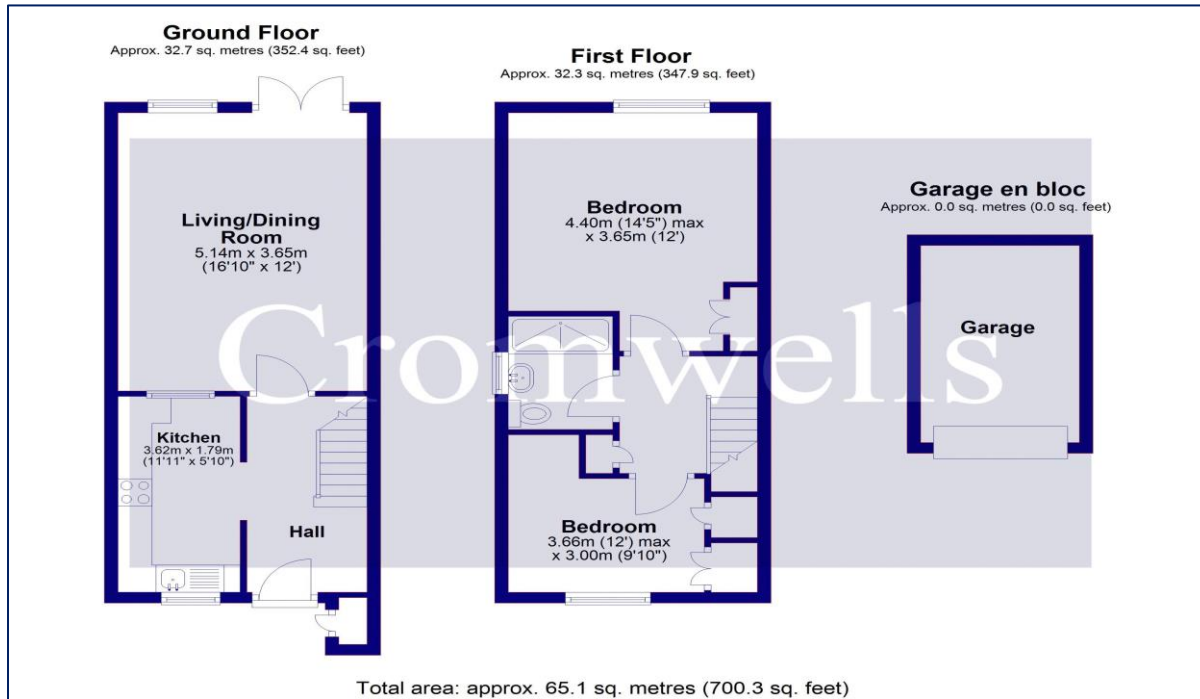 Ground Floor
Approx. 32.7 sq. metres (352.4 sq. feet)
Living/Dining
Room
5.14m x 3.65m
(16'10" x 12')
Kitchen
3.62m x 1.79m
(11'11" x 5'10")
Hall
First Floor
Approx. 32.3 sq. metres (347.9 sq. feet)
Bedroom
4.40m (14'5") max
x 3.65m (12')
Bedroom
3.66m (12') max
x 3.00m (9'10")
Garage en bloc
Approx. 0.0 sq. metres (0.0 sq. feet)
Garage
Cromwells
Total area: approx. 65.1 sq. metres (700.3 sq. feet)